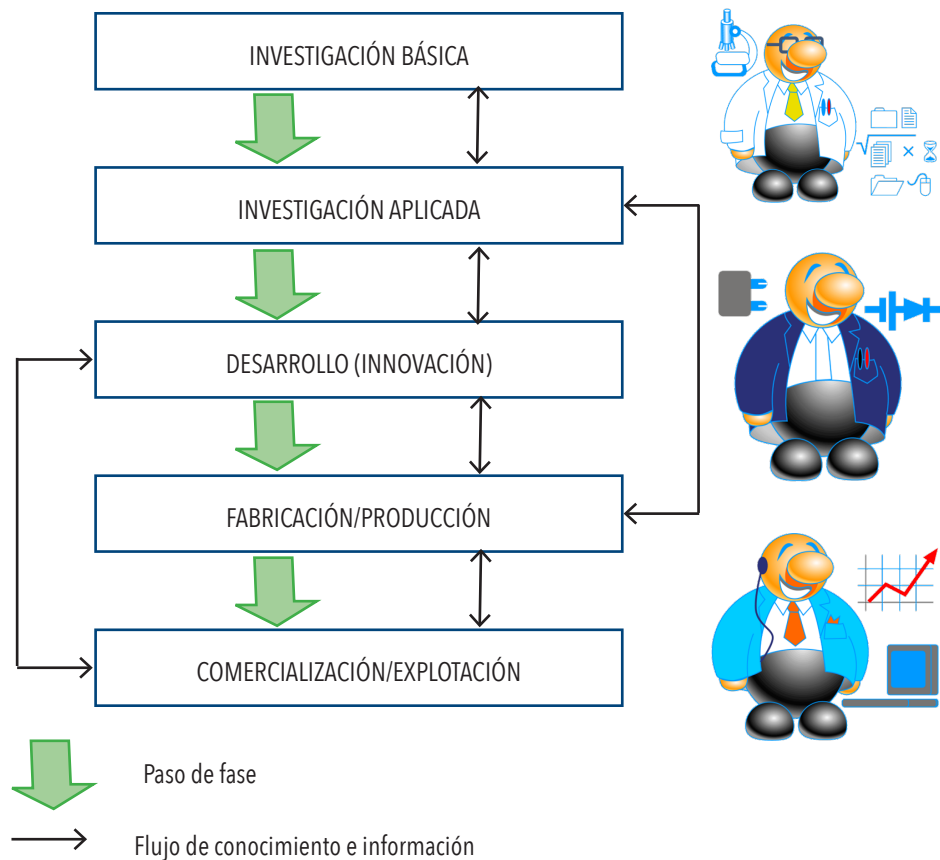 INVESTIGACIÓN BÁSICA
INVESTIGACIÓN APLICADA
DESARROLLO (INNOVACIÓN)
FABRICACIÓN/PRODUCCIÓN
COMERCIALIZACIÓN/EXPLOTACIÓN
Paso de fase
Flujo de conocimiento e información